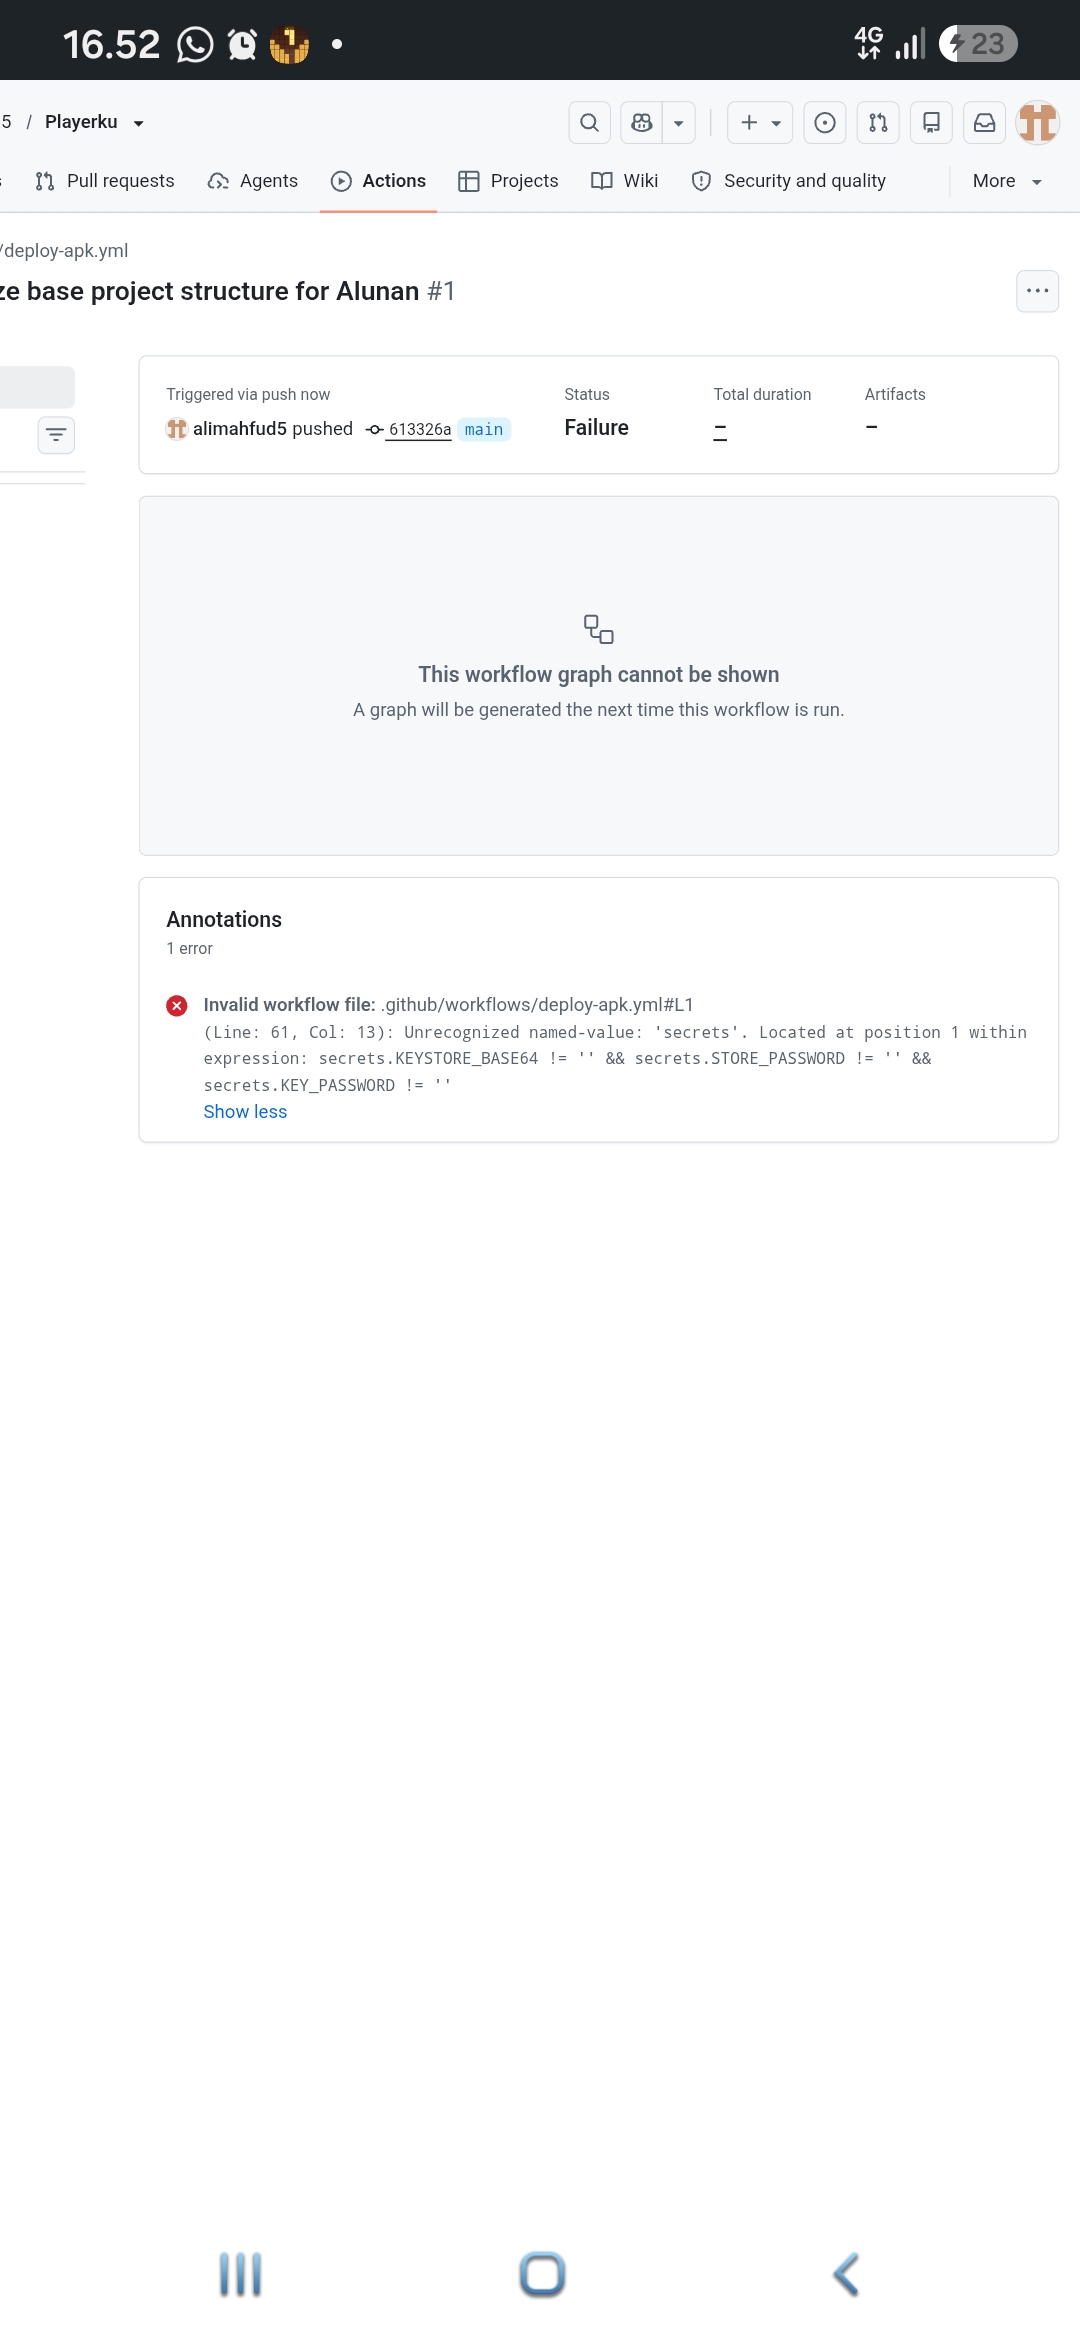 16.52
4G
23
5 / Playerku
Pull requests
Agents
Actions
Projects
Wiki
Security and quality
More
/deploy-apk.yml
ze base project structure for Alunan #1
Triggered via push now
alimahfud5 pushed 613326a main
Status
Failure
Total duration
–
Artifacts
–
This workflow graph cannot be shown
A graph will be generated the next time this workflow is run.
Annotations
1 error
Invalid workflow file: .github/workflows/deploy-apk.yml#L1
(Line: 61, Col: 13): Unrecognized named-value: 'secrets'. Located at position 1 within
expression: secrets.KEYSTORE_BASE64 != '' && secrets.STORE_PASSWORD != '' &&
secrets.KEY_PASSWORD != ''
Show less